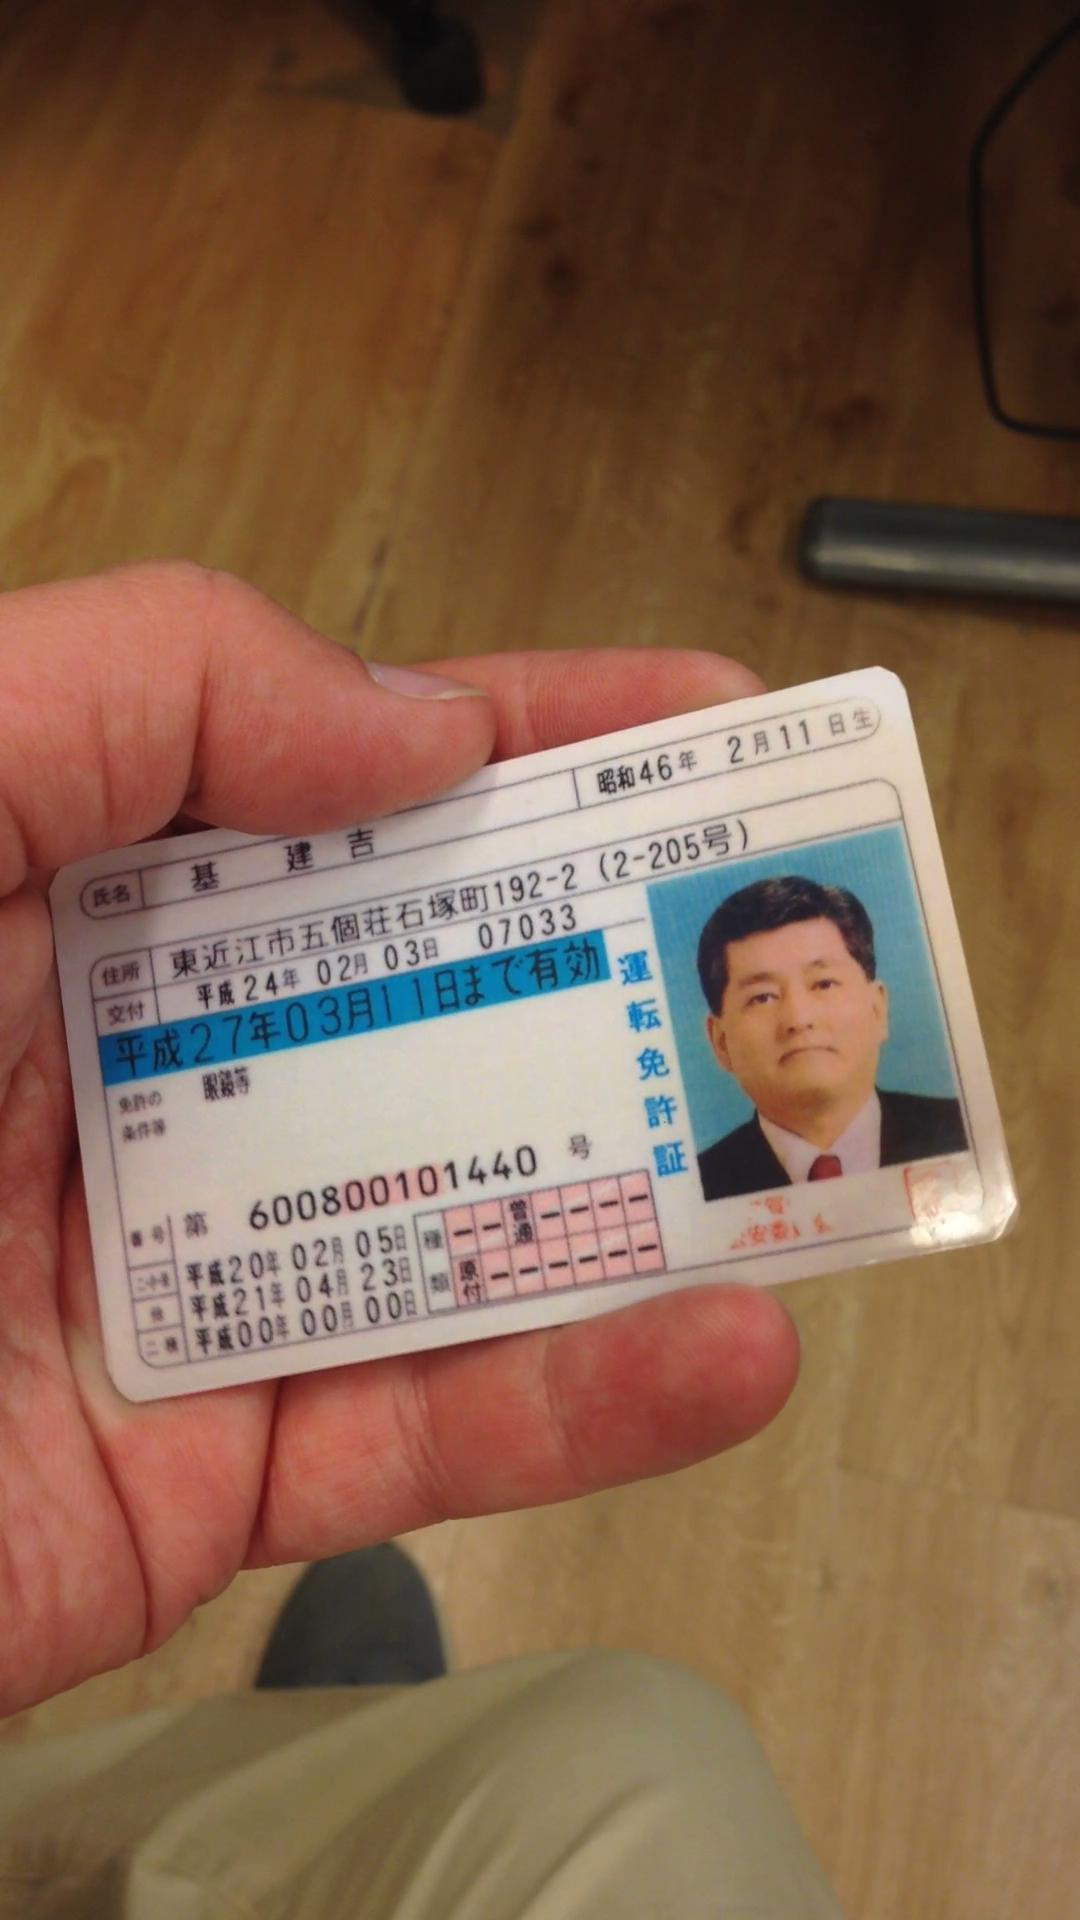 氏名 基 建吉 昭和46年 2月11日生
住所 東近江市五個荘石塚町192-2 (2-205号)
交付 平成24年 02月 03日 07033
平成27年03月11日まで有効
免許の
条件等
眼鏡等
運転免許証
番号 第 600800101440 号
二・小・原 平成20年 02月 05日
他 平成21年 04月 23日
二種 平成00年 00月 00日
種類
普通
原付